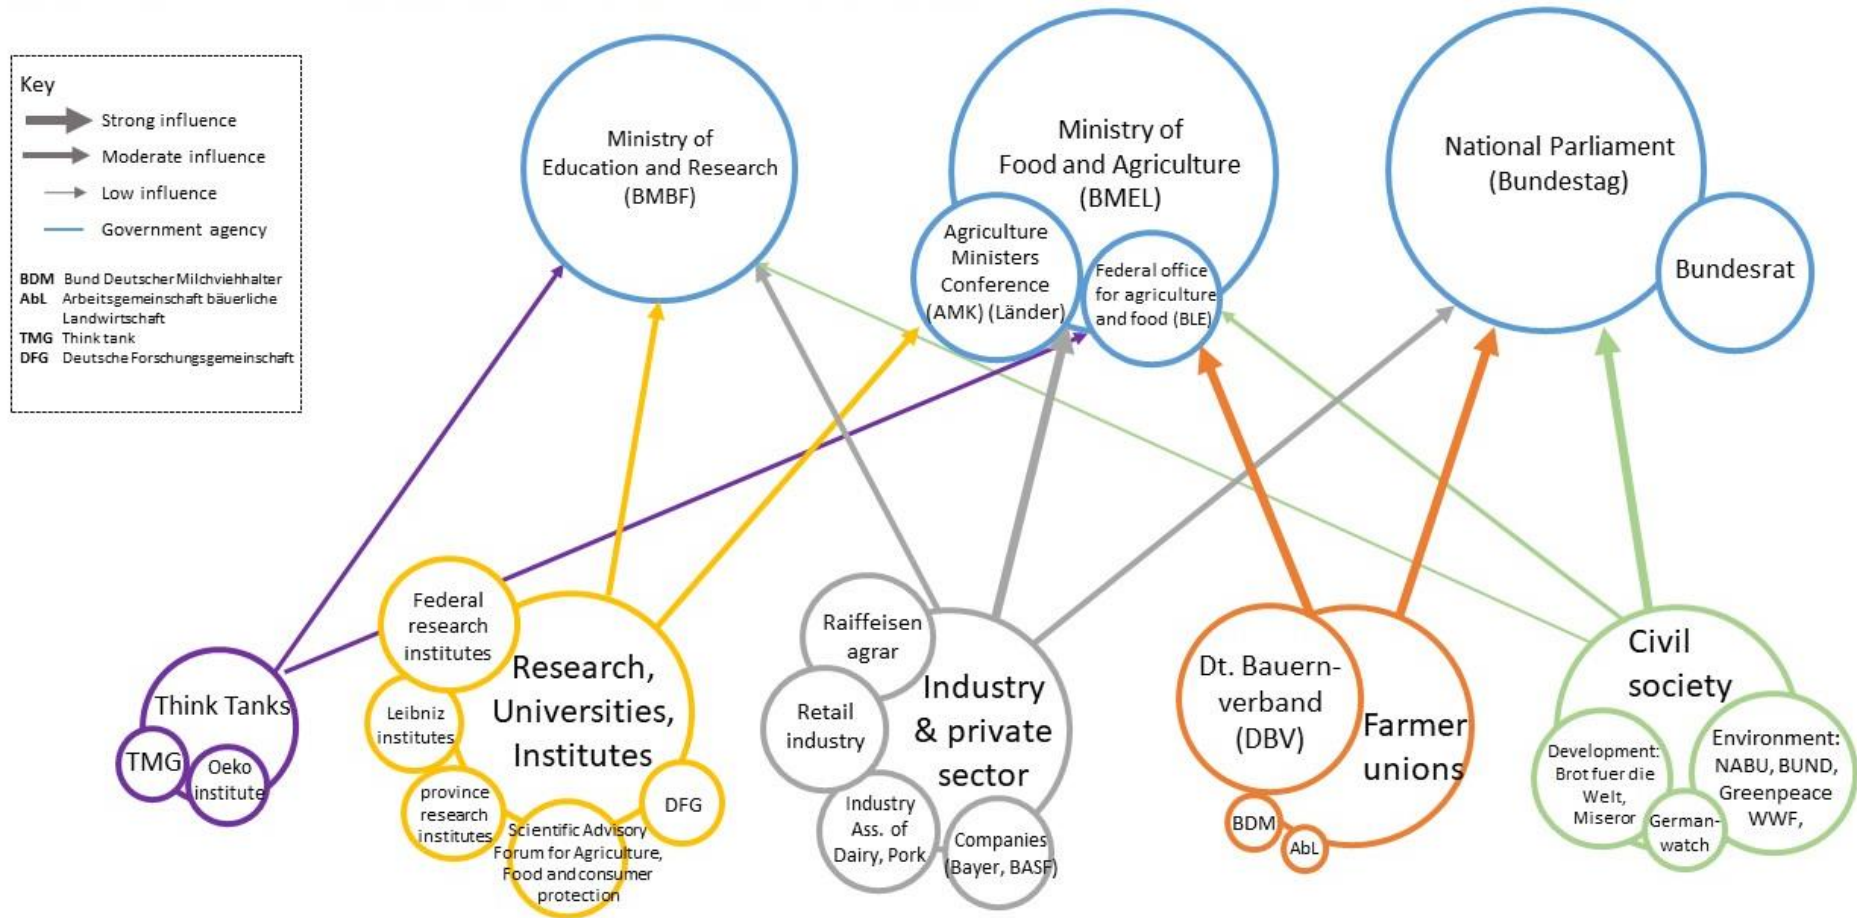 Key
Strong influence
Moderate influence
Low influence
Government agency
BDM Bund Deutscher Milchviehhalter
AbL Arbeitsgemeinschaft bäuerliche
Landwirtschaft
TMG Think tank
DFG Deutsche Forschungsgemeinschaft
Ministry of
Education and Research
(BMBF)
Ministry of
Food and Agriculture
(BMEL)
Agriculture
Ministers
Conference
(AMK) (Länder)
Federal office
for agriculture
and food (BLE)
National Parliament
(Bundestag)
Bundesrat
Think Tanks
TMG
Oeko
institute
Federal
research
institutes
Research,
Universities,
Institutes
Leibniz
institutes
province
research
institutes
Scientific Advisory
Forum for Agriculture,
Food and consumer
protection
DFG
Raiffeisen
agrar
Retail
industry
Industry
& private
sector
Industry
Ass. of
Dairy, Pork
Companies
(Bayer, BASF)
Dt. Bauern-
verband
(DBV)
Farmer
unions
BDM
AbL
Civil
society
Development:
Brot fuer die
Welt,
Miseror
German-
watch
Environment:
NABU, BUND,
Greenpeace
WWF,